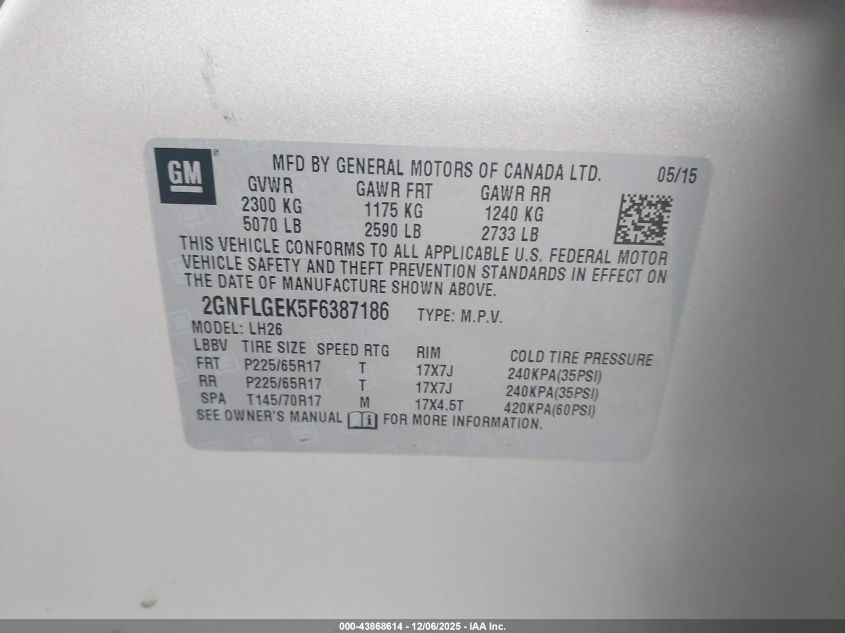 GM ® MFD BY GENERAL MOTORS OF CANADA LTD. 05/15
GVWR GAWR FRT GAWR RR
2300 KG 1175 KG 1240 KG
5070 LB 2590 LB 2733 LB
THIS VEHICLE CONFORMS TO ALL APPLICABLE U.S. FEDERAL MOTOR
VEHICLE SAFETY AND THEFT PREVENTION STANDARDS IN EFFECT ON
THE DATE OF MANUFACTURE SHOWN ABOVE.
2GNFLGEK5F6387186 TYPE: M.P.V.
MODEL: LH26
LBBV TIRE SIZE SPEED RTG RIM COLD TIRE PRESSURE
FRT P225/65R17 T 17X7J 240KPA(35PSI)
RR P225/65R17 T 17X7J 240KPA(35PSI)
SPA T145/70R17 M 17X4.5T 420KPA(60PSI)
SEE OWNER'S MANUAL FOR MORE INFORMATION.
000-43868614 - 12/06/2025 - IAA Inc.